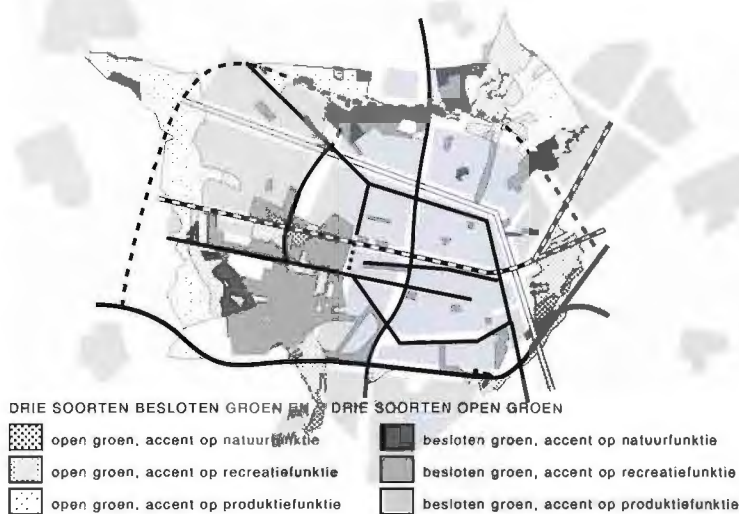 DRIE SOORTEN BESLOTEN GROEN EN DRIE SOORTEN OPEN GROEN
open groen, accent op natuurfunktie
besloten groen, accent op natuurfunktie
open groen, accent op recreatiefunktie
besloten groen, accent op recreatiefunktie
open groen, accent op produktiefunktie
besloten groen, accent op produktiefunktie